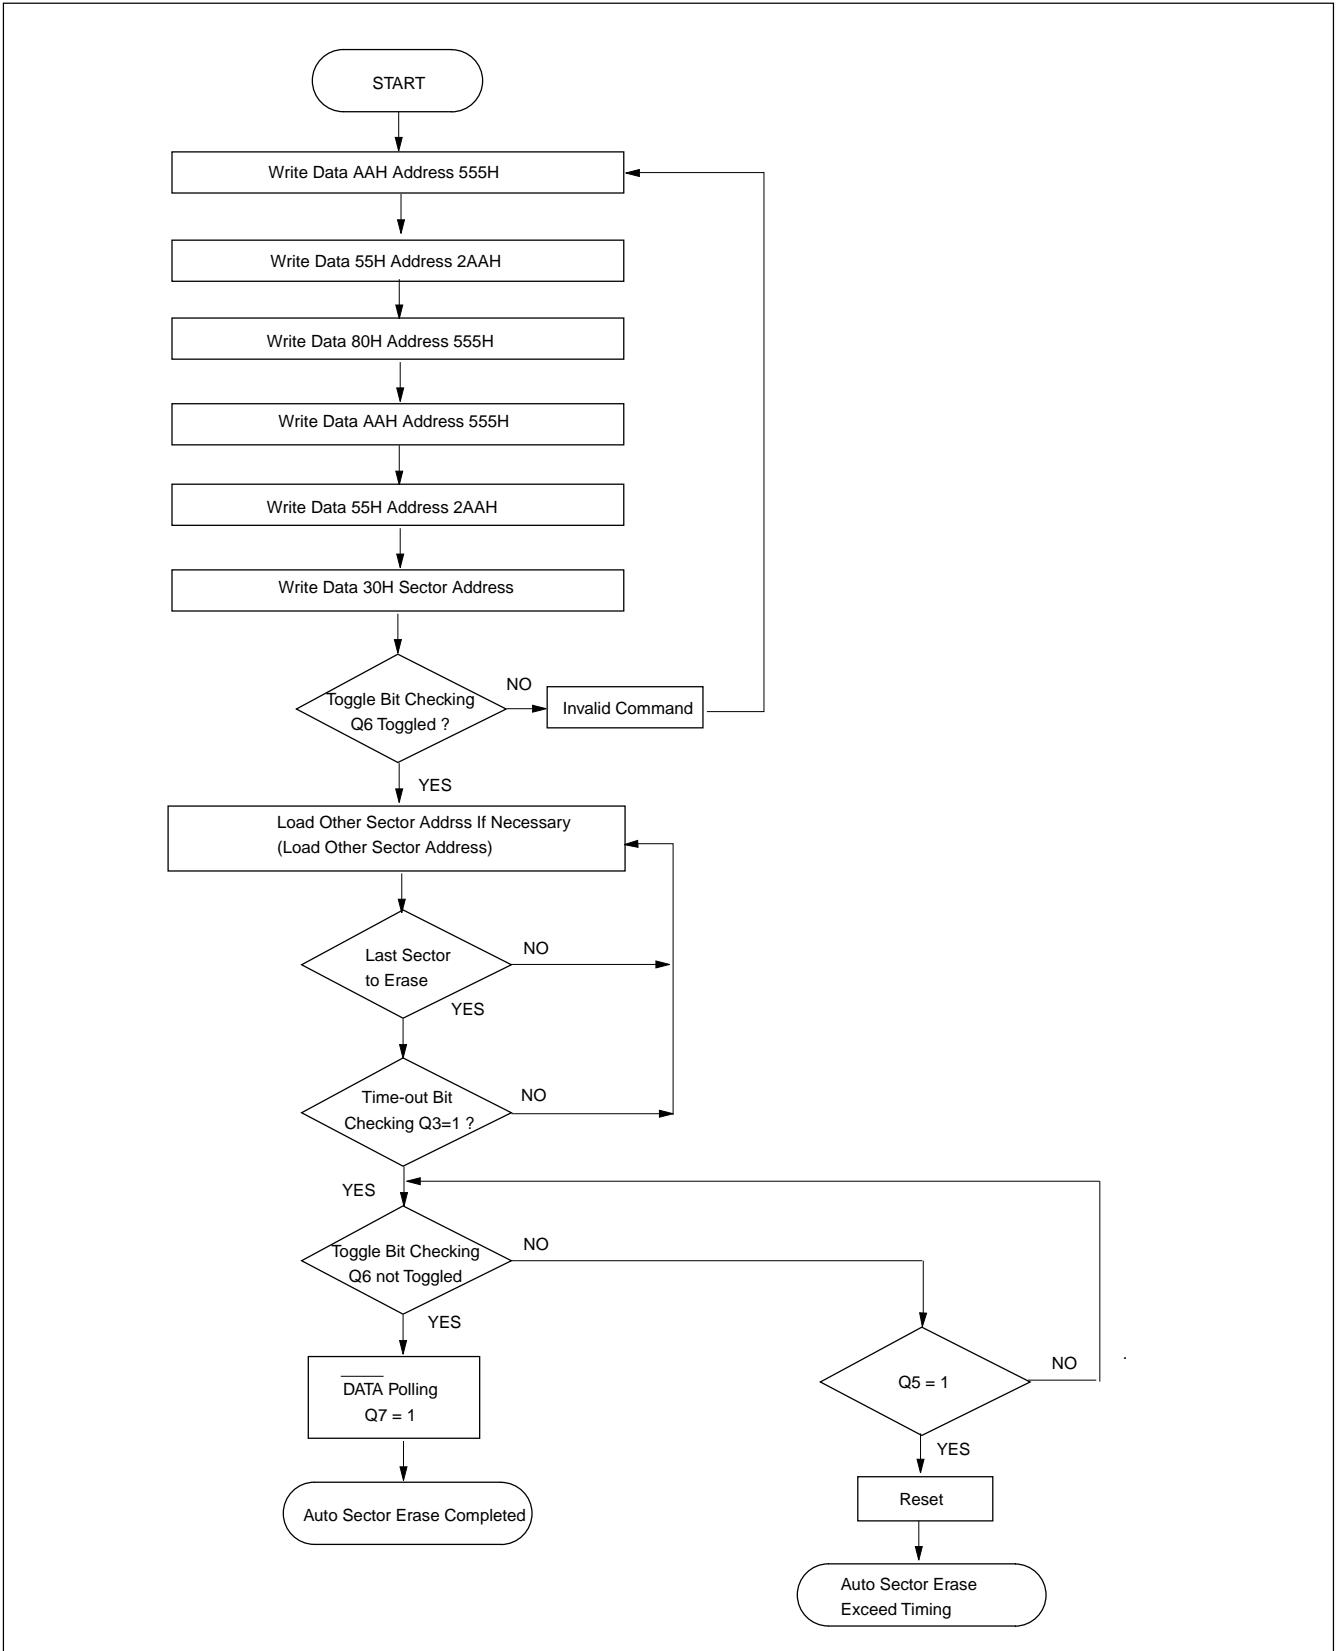 START
Write Data AAH Address 555H
Write Data 55H Address 2AAH
Write Data 80H Address 555H
Write Data AAH Address 555H
Write Data 55H Address 2AAH
Write Data 30H Sector Address
Toggle Bit Checking
Q6 Toggled ?
NO
Invalid Command
YES
Load Other Sector Addrss If Necessary
(Load Other Sector Address)
Last Sector
to Erase
NO
YES
Time-out Bit
Checking Q3=1 ?
NO
YES
Toggle Bit Checking
Q6 not Toggled
NO
YES
DATA Polling
Q7 = 1
Auto Sector Erase Completed
Q5 = 1
NO
YES
Reset
Auto Sector Erase
Exceed Timing